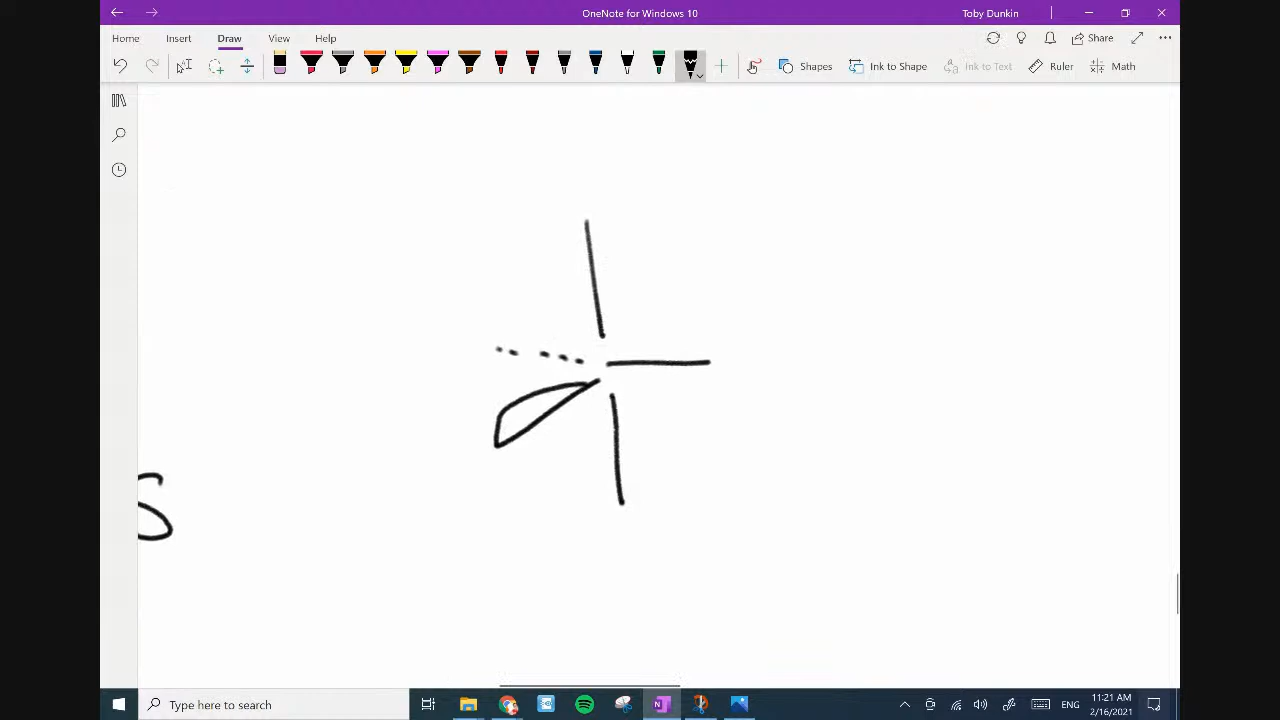 OneNote for Windows 10
Toby Dunkin
Home Insert Draw View Help
Share
Shapes Ink to Shape Ink to Text Ruler Math
S
Type here to search
ENG
11:21 AM
2/16/2021